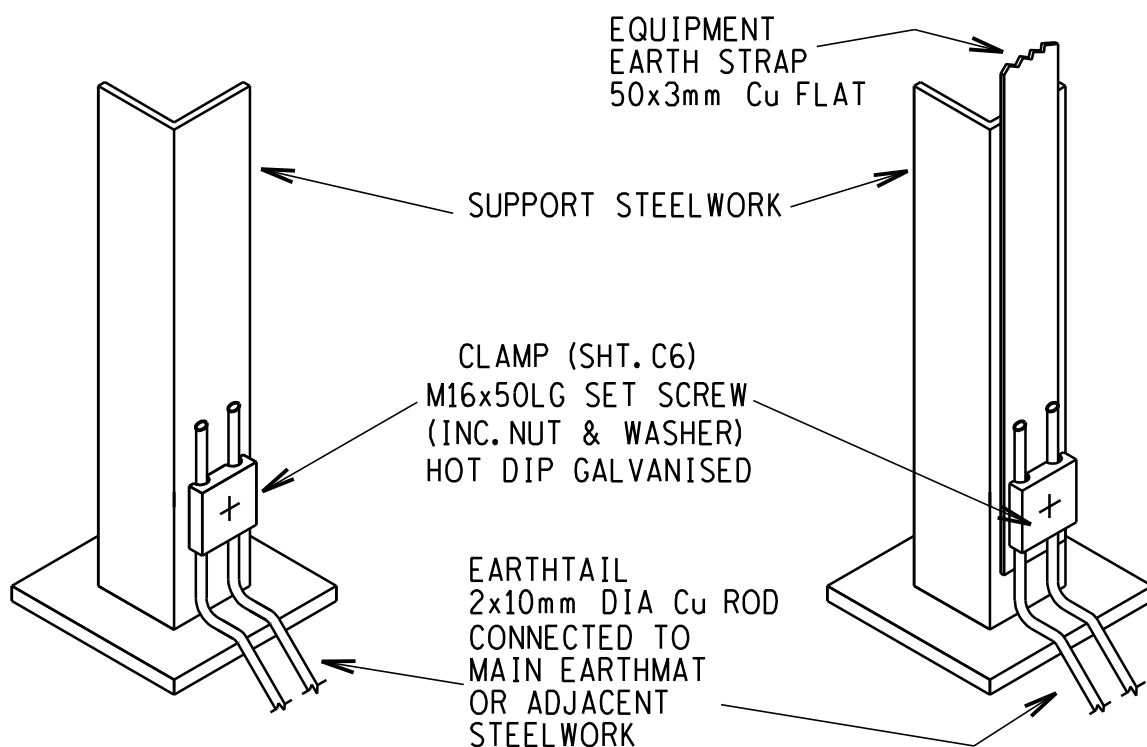 EQUIPMENT
EARTH STRAP
50x3mm Cu FLAT
SUPPORT STEELWORK
CLAMP (SHT.C6)
M16x50LG SET SCREW
(INC.NUT & WASHER)
HOT DIP GALVANISED
EARTHTAIL
2x10mm DIA Cu ROD
CONNECTED TO
MAIN EARTHMAT
OR ADJACENT
STEELWORK